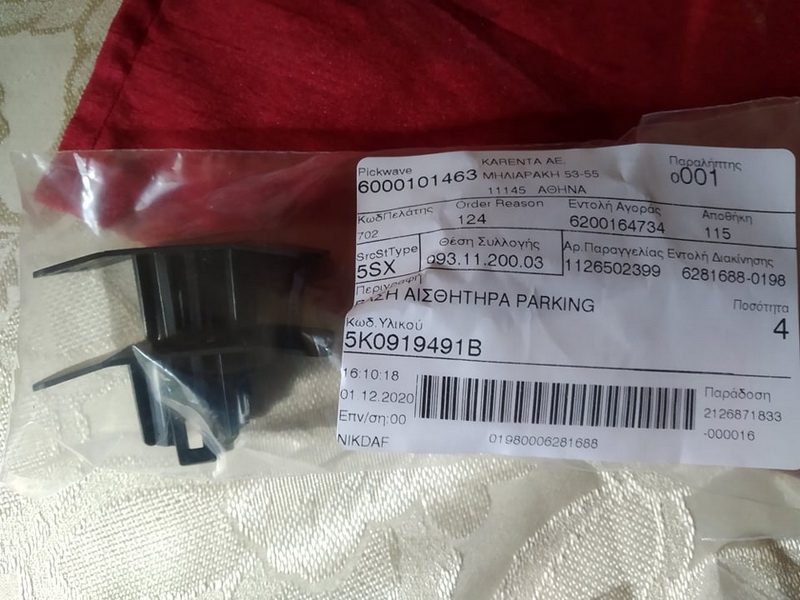 Pickwave
6000101463
KARENTA AE.
ΜΗΛΙΑΡΑΚΗ 53-55
11145 ΑΘΗΝΑ
Παραλήπτης
0001
ΚωδΠελάτης
702
Order Reason
124
Εντολή Αγοράς
6200164734
Αποθήκη
115
SrcStType
5SX
Θέση Συλλογής
093.11.200.03
Αρ.Παραγγελίας
1126502399
Εντολή Διακίνησης
6281688-0198
Περιγραφή
ΒΑΣΗ ΑΙΣΘΗΤΗΡΑ PARKING
Ποσότητα
4
Κωδ.Υλικού
5K0919491B
16:10:18
01.12.2020
Επν/ση:00
NIKDAF
01980006281688
Παράδοση
2126871833
-000016